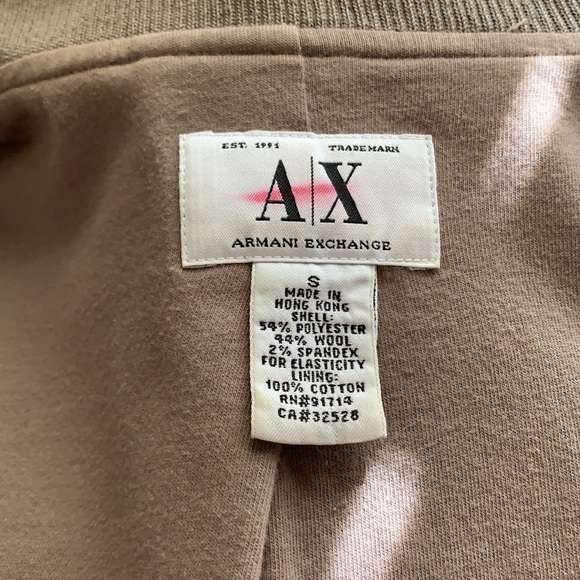 EST. 1991 TRADEMARK
A|X
ARMANI EXCHANGE
S
MADE IN
HONG KONG
SHELL:
54% POLYESTER
44% WOOL
2% SPANDEX
FOR ELASTICITY
LINING:
100% COTTON
RN#91714
CA#32528